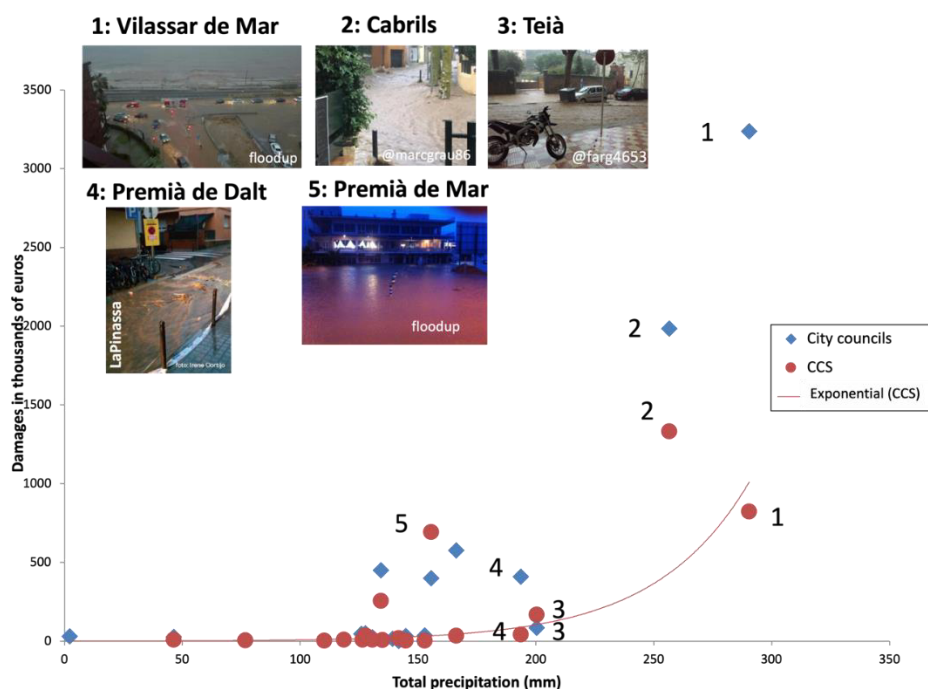 1: Vilassar de Mar
2: Cabrils
3: Teià
floodup
@marcgrau86
@farg4653
4: Premià de Dalt
5: Premià de Mar
LaPinassa
floodup
Damages in thousands of euros
3500
3000
2500
2000
1500
1000
500
0
1
2
2
1
5
4
4
3
3
City councils
CCS
Exponential (CCS)
0
50
100
150
200
250
300
350
Total precipitation (mm)